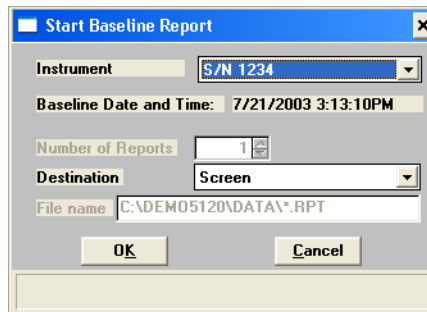 Start Baseline Report
Instrument S/N 1234
Baseline Date and Time: 7/21/2003 3:13:10PM
Number of Reports 1
Destination Screen
File name C:\DEMO5120\DATA\*.RPT
OK Cancel